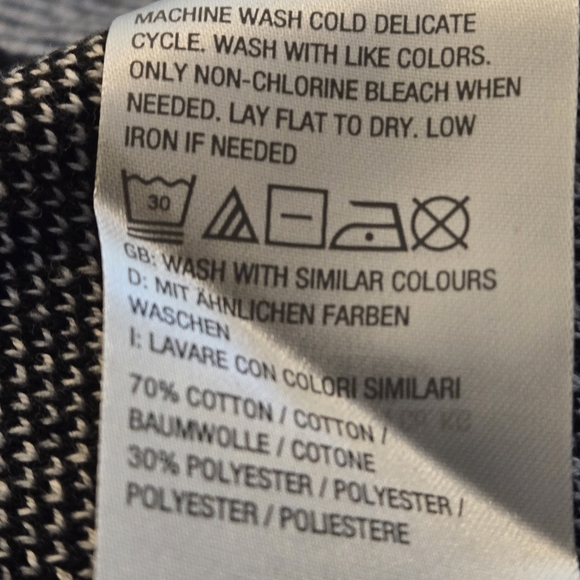 MACHINE WASH COLD DELICATE
CYCLE. WASH WITH LIKE COLORS.
ONLY NON-CHLORINE BLEACH WHEN
NEEDED. LAY FLAT TO DRY. LOW
IRON IF NEEDED
30
GB: WASH WITH SIMILAR COLOURS
D: MIT ÄHNLICHEN FARBEN
WASCHEN
I: LAVARE CON COLORI SIMILARI
70% COTTON / COTTON /
BAUMWOLLE / COTONE
30% POLYESTER / POLYESTER /
POLYESTER / POLIESTERE